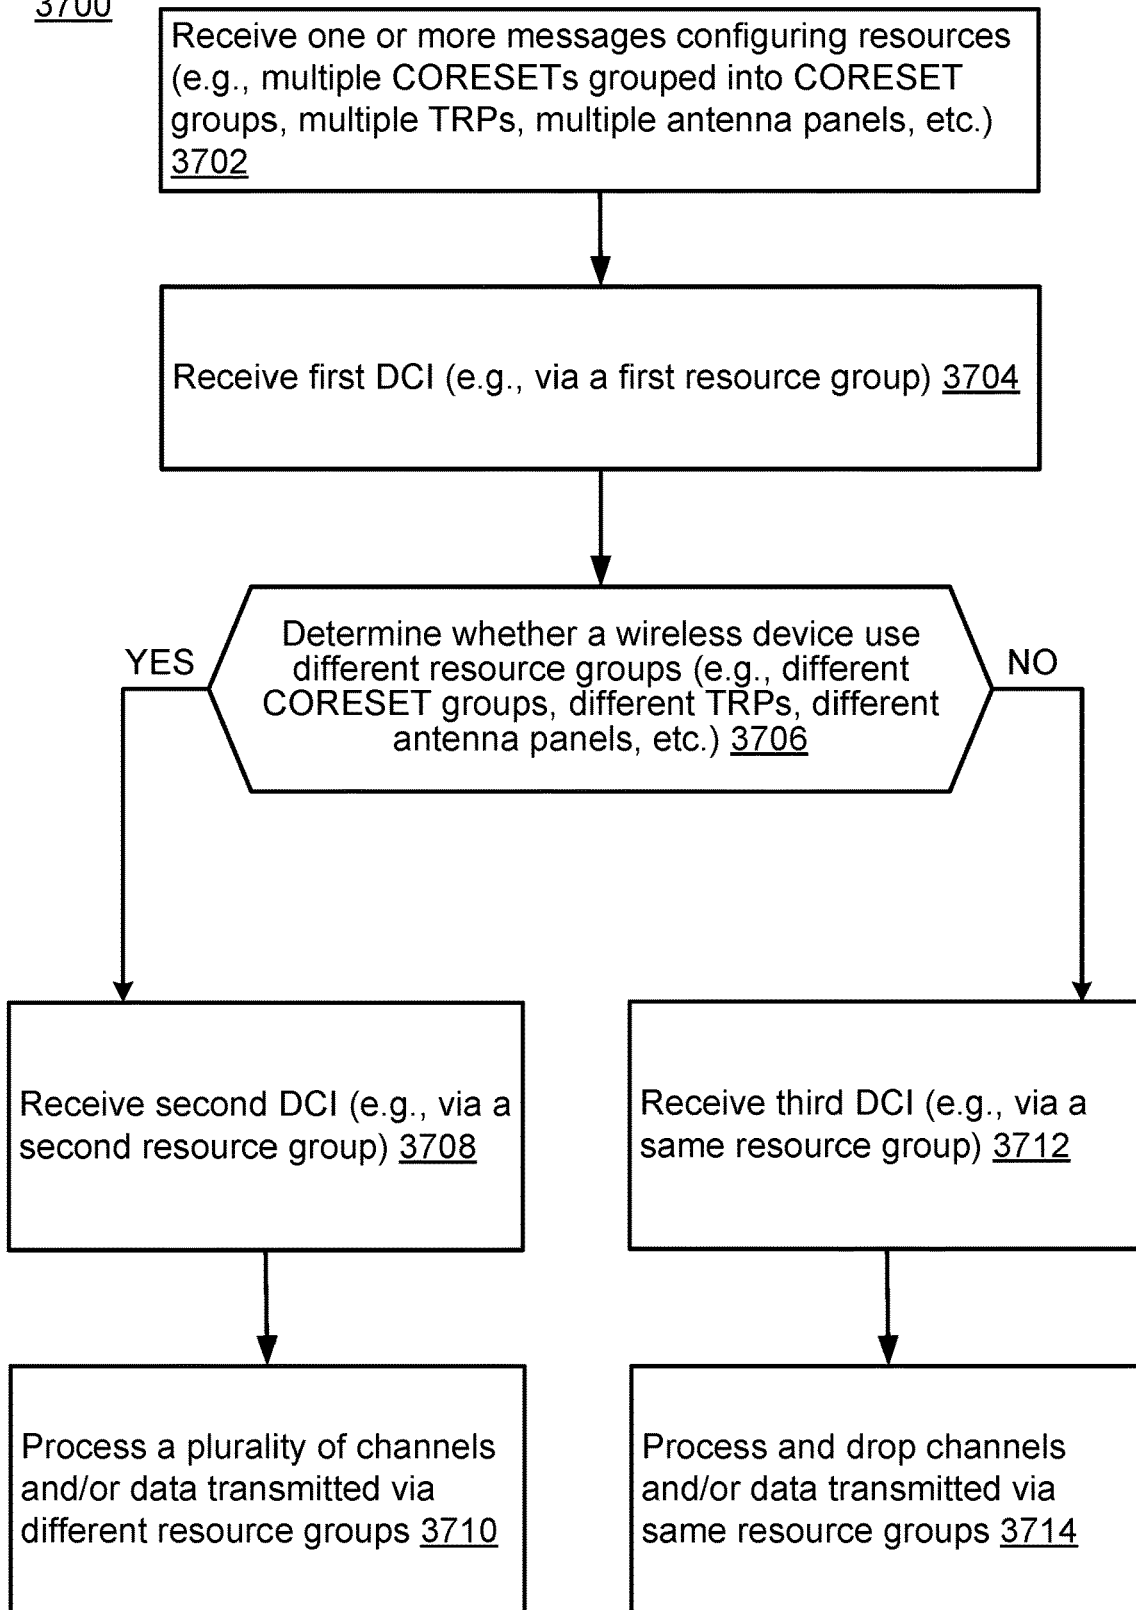 3700
Receive one or more messages configuring resources
(e.g., multiple CORESETs grouped into CORESET
groups, multiple TRPs, multiple antenna panels, etc.)
3702
Receive first DCI (e.g., via a first resource group) 3704
Determine whether a wireless device use
different resource groups (e.g., different
CORESET groups, different TRPs, different
antenna panels, etc.) 3706
YES
NO
Receive second DCI (e.g., via a
second resource group) 3708
Receive third DCI (e.g., via a
same resource group) 3712
Process a plurality of channels
and/or data transmitted via
different resource groups 3710
Process and drop channels
and/or data transmitted via
same resource groups 3714